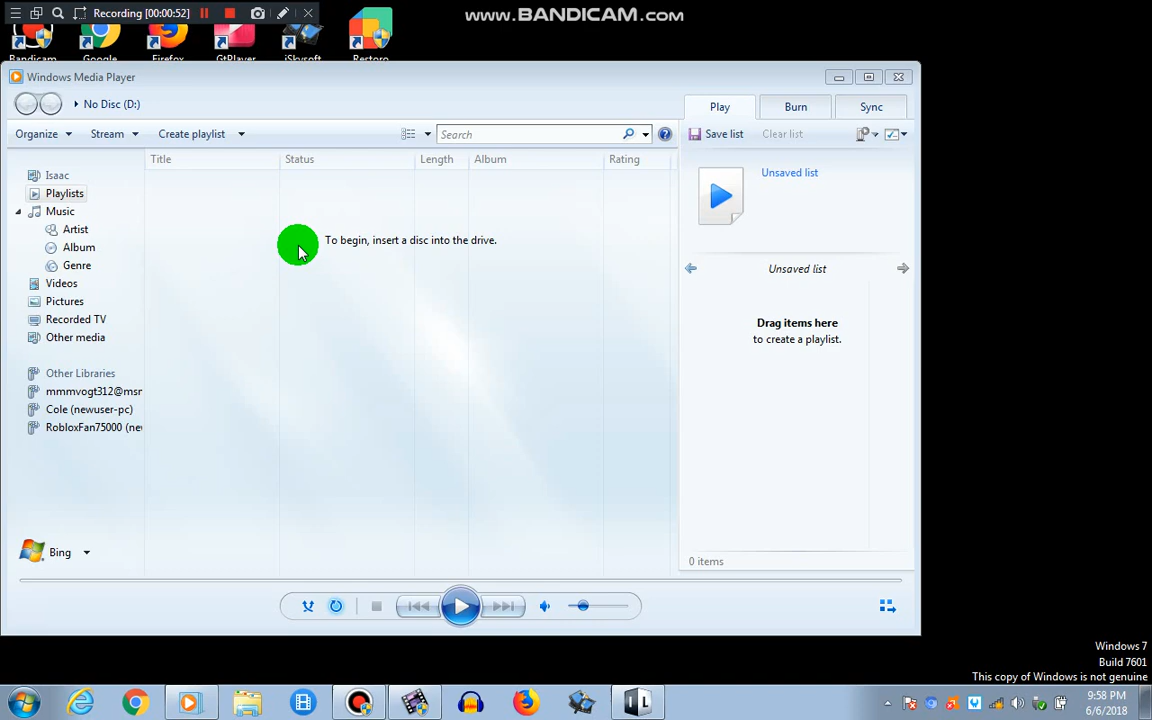 Recording [00:00:52]
www.BANDICAM.com
Bandicam
Google
Firefox
GtPlayer
iSkysoft
Restoro
Windows Media Player
No Disc (D:)
Play
Burn
Sync
Organize
Stream
Create playlist
Search
Save list
Clear list
Title
Status
Length
Album
Rating
Isaac
Playlists
Music
Artist
Album
Genre
Videos
Pictures
Recorded TV
Other media
Other Libraries
mmmvogt312@msr
Cole (newuser-pc)
RobloxFan75000 (ne
To begin, insert a disc into the drive.
Unsaved list
Unsaved list
Drag items here
to create a playlist.
0 items
Bing
Windows 7
Build 7601
This copy of Windows is not genuine
9:58 PM
6/6/2018